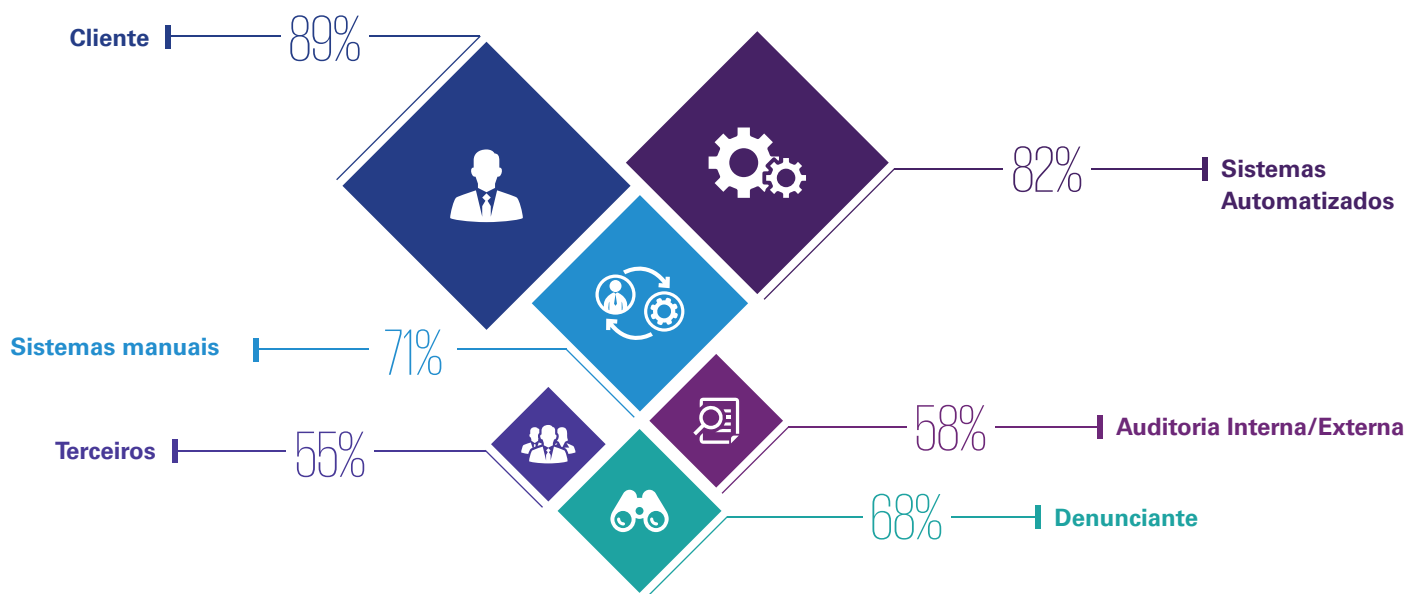 Cliente
89%
82%
Sistemas
Automatizados
Sistemas manuais
71%
Terceiros
55%
58%
Auditoria Interna/Externa
68%
Denunciante